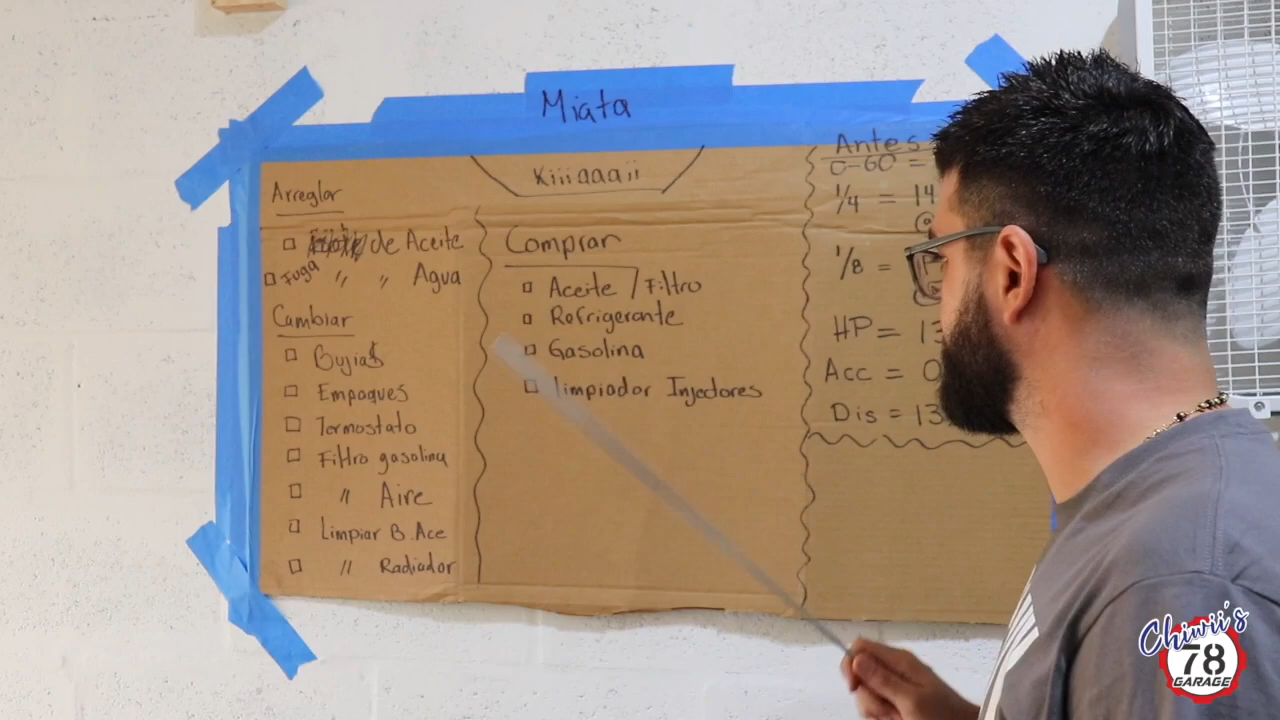 Miata
Kiiiaaaii
Arreglar
de Aceite
Fuga " " Agua
Cambiar
Bujias
Empaques
Termostato
Filtro gasolina
" Aire
Limpiar B. Ace
" Radiador
Comprar
Aceite / Filtro
Refrigerante
Gasolina
limpiador Injectores
Antes
0-60 =
1/4 = 14
@
1/8 =
HP = 13
Acc = 0
Dis = 13
Chiwii's
78
GARAGE